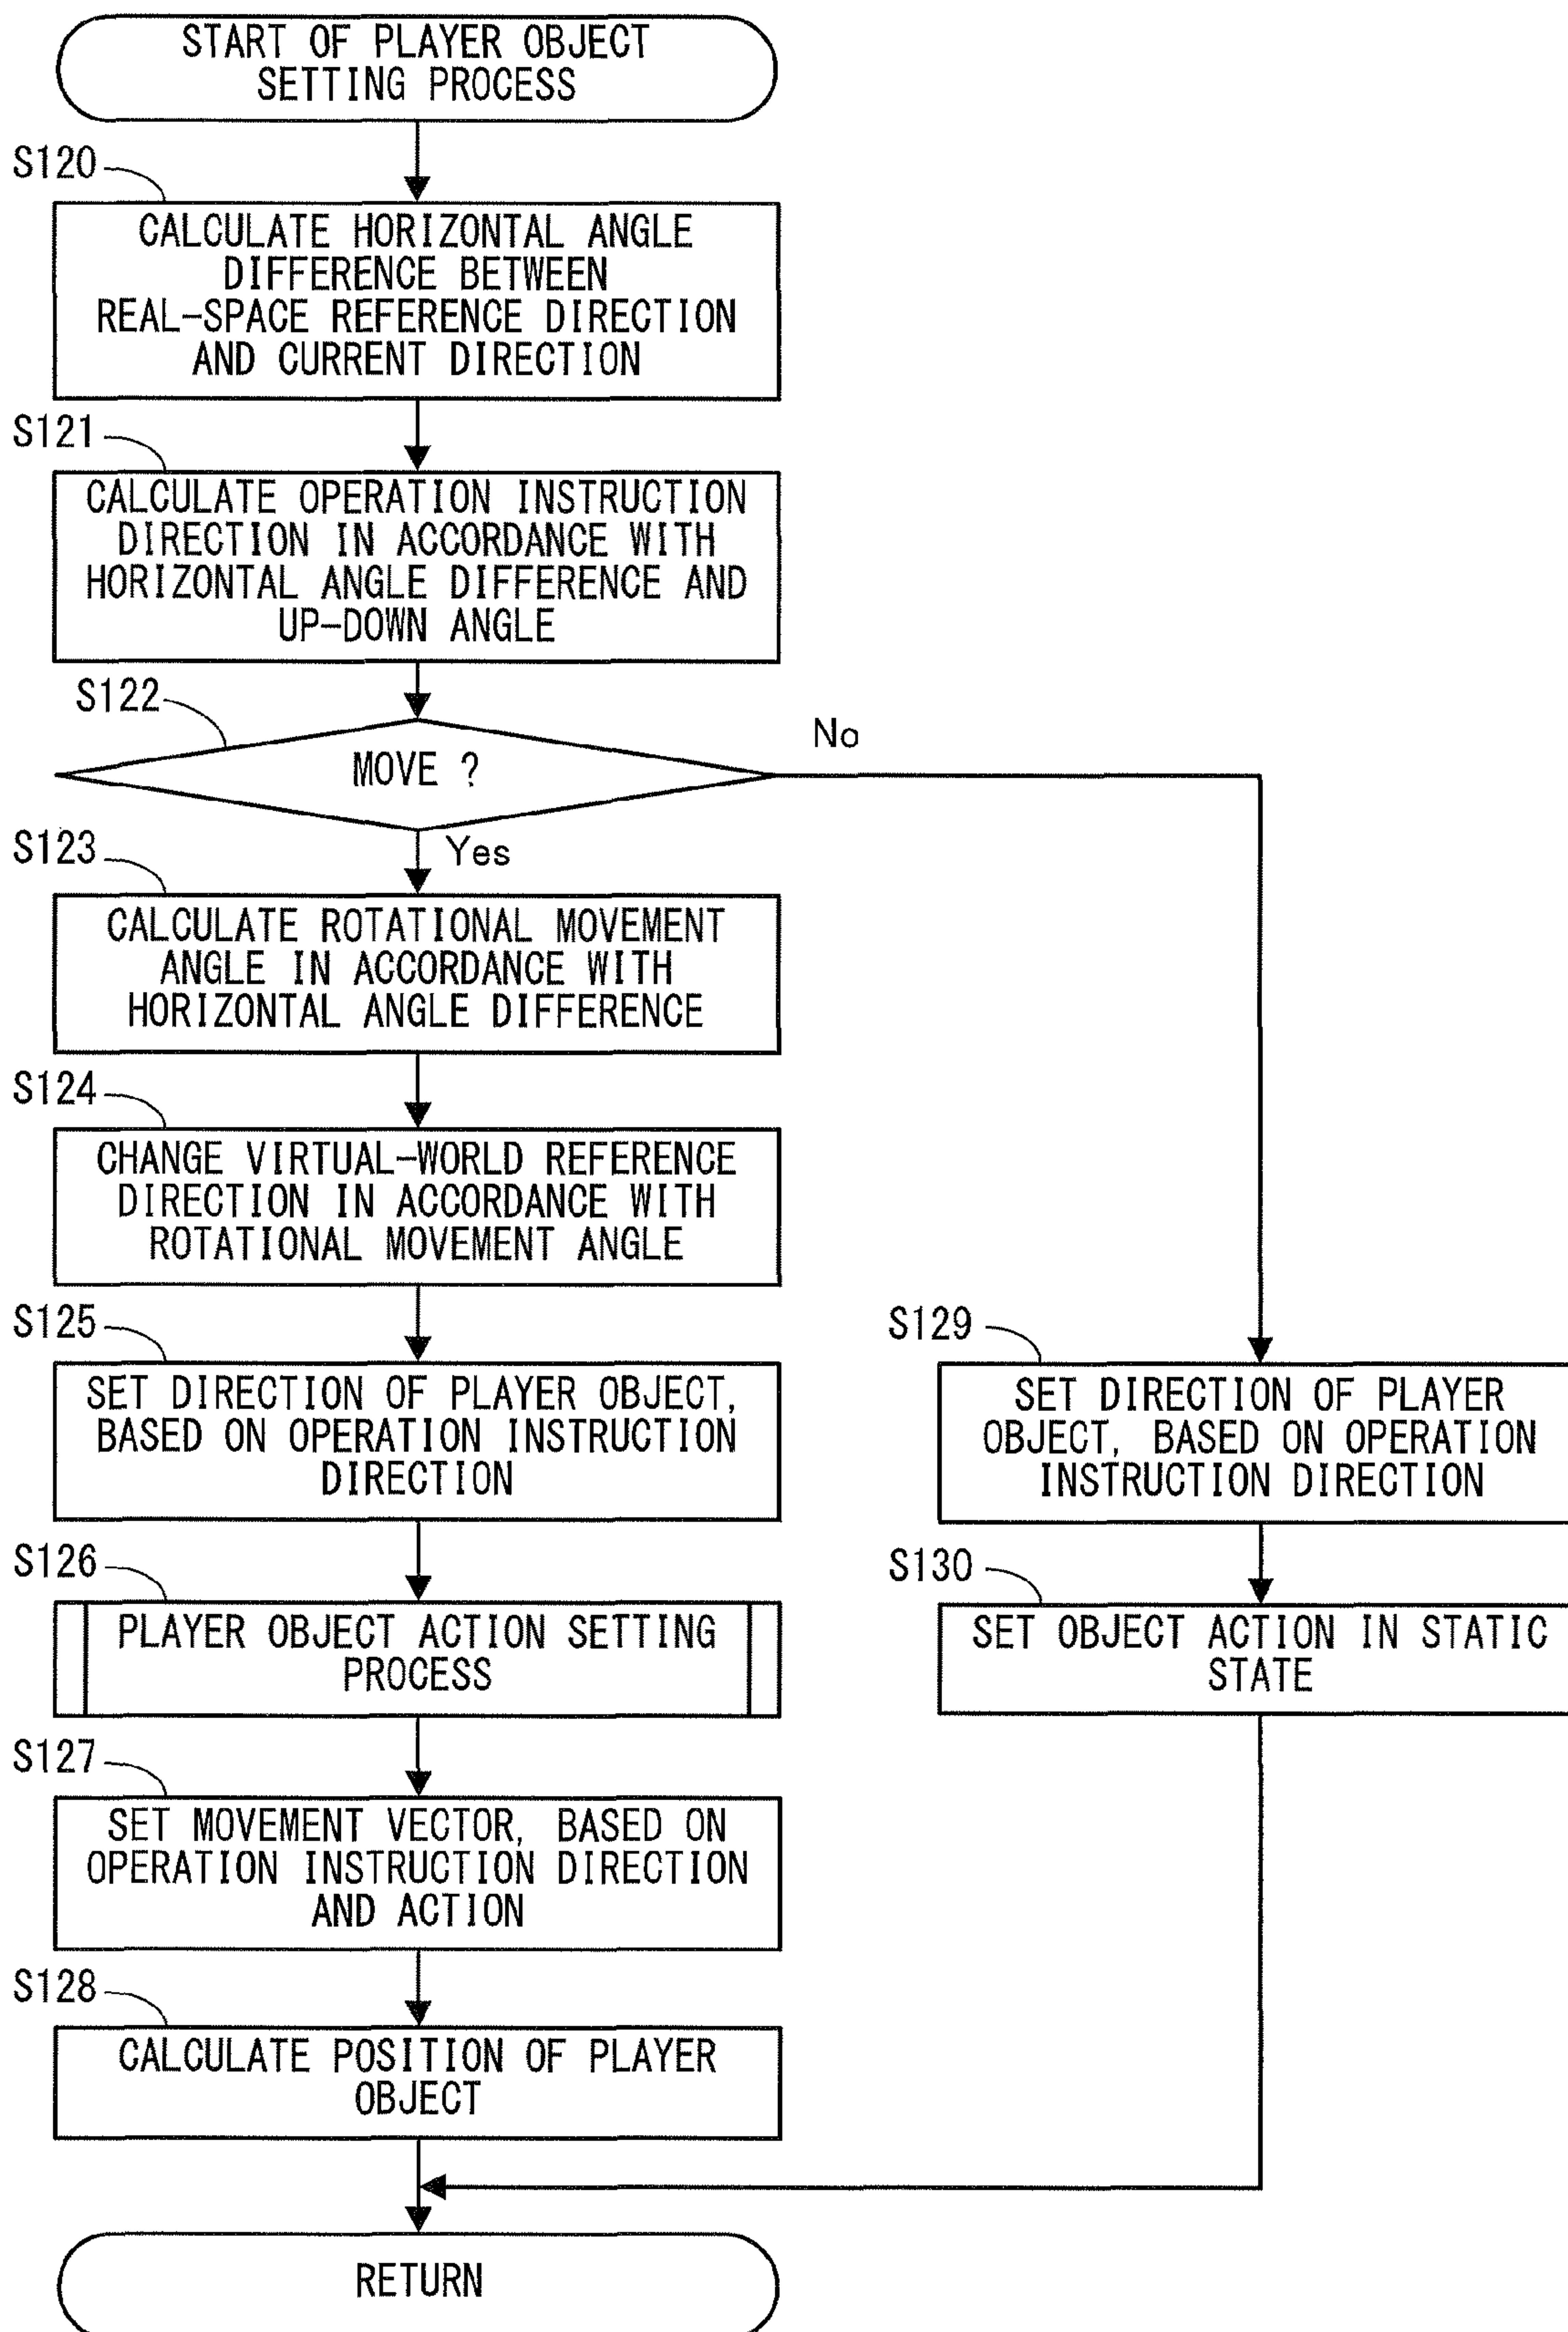 START OF PLAYER OBJECT
SETTING PROCESS
S120
CALCULATE HORIZONTAL ANGLE
DIFFERENCE BETWEEN
REAL-SPACE REFERENCE DIRECTION
AND CURRENT DIRECTION
S121
CALCULATE OPERATION INSTRUCTION
DIRECTION IN ACCORDANCE WITH
HORIZONTAL ANGLE DIFFERENCE AND
UP-DOWN ANGLE
S122
MOVE ?
No
Yes
S123
CALCULATE ROTATIONAL MOVEMENT
ANGLE IN ACCORDANCE WITH
HORIZONTAL ANGLE DIFFERENCE
S124
CHANGE VIRTUAL-WORLD REFERENCE
DIRECTION IN ACCORDANCE WITH
ROTATIONAL MOVEMENT ANGLE
S125
SET DIRECTION OF PLAYER OBJECT,
BASED ON OPERATION INSTRUCTION
DIRECTION
S126
PLAYER OBJECT ACTION SETTING
PROCESS
S127
SET MOVEMENT VECTOR, BASED ON
OPERATION INSTRUCTION DIRECTION
AND ACTION
S128
CALCULATE POSITION OF PLAYER
OBJECT
S129
SET DIRECTION OF PLAYER
OBJECT, BASED ON OPERATION
INSTRUCTION DIRECTION
S130
SET OBJECT ACTION IN STATIC
STATE
RETURN